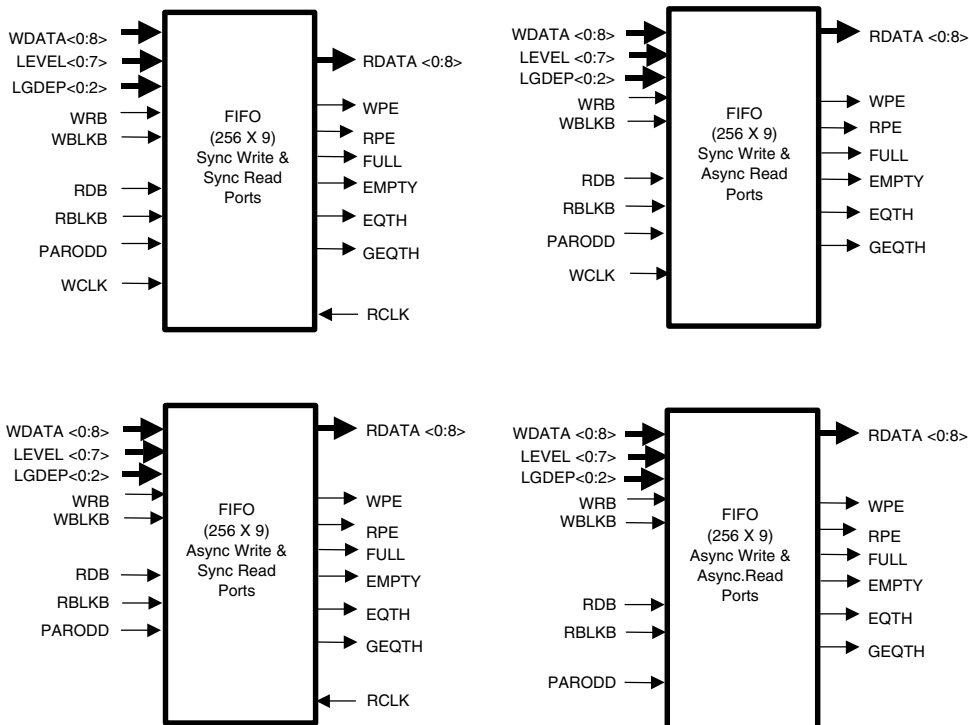 WDATA<0:8>
LEVEL<0:7>
LGDEP<0:2>
WRB
WBLKB
RDB
RBLKB
PARODD
WCLK
FIFO
(256 X 9)
Sync Write &
Sync Read
Ports
RDATA <0:8>
WPE
RPE
FULL
EMPTY
EQTH
GEQTH
RCLK
WDATA <0:8>
LEVEL <0:7>
LGDEP<0:2>
WRB
WBLKB
RDB
RBLKB
PARODD
WCLK
FIFO
(256 X 9)
Sync Write &
Async Read
Ports
RDATA <0:8>
WPE
RPE
FULL
EMPTY
EQTH
GEQTH
WDATA <0:8>
LEVEL <0:7>
LGDEP<0:2>
WRB
WBLKB
RDB
RBLKB
PARODD
FIFO
(256 X 9)
Async Write &
Sync Read
Ports
RDATA <0:8>
WPE
RPE
FULL
EMPTY
EQTH
GEQTH
RCLK
WDATA <0:8>
LEVEL <0:7>
LGDEP<0:2>
WRB
WBLKB
RDB
RBLKB
PARODD
FIFO
(256 X 9)
Async Write &
Async.Read
Ports
RDATA <0:8>
WPE
RPE
FULL
EMPTY
EQTH
GEQTH